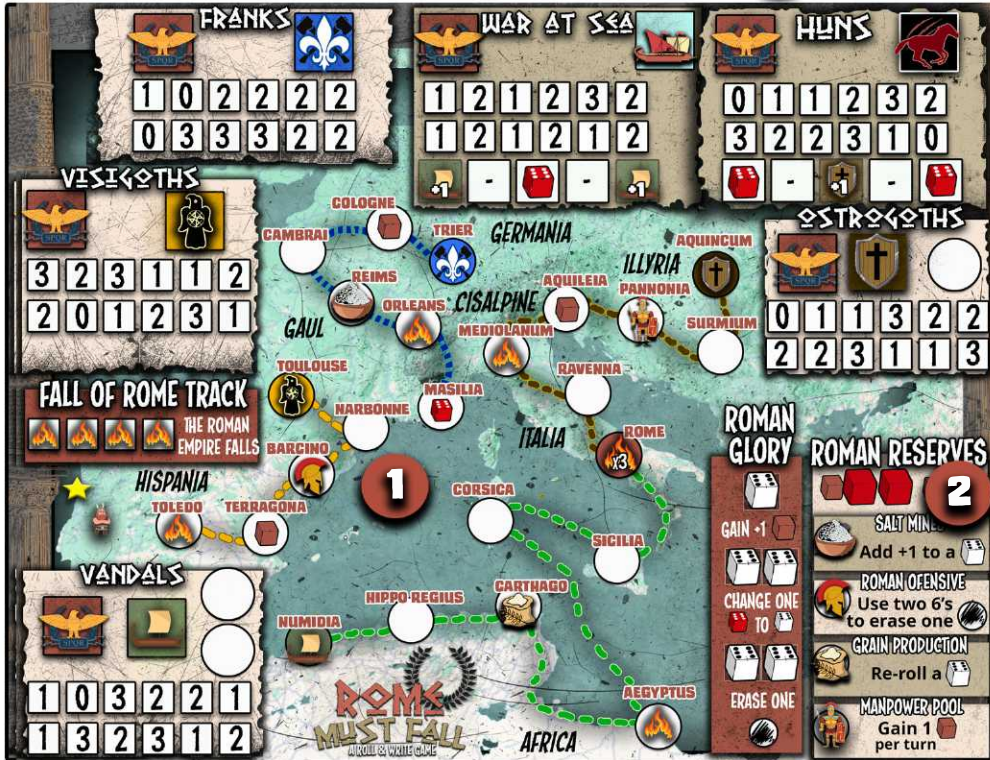 FRANKS
SPQR
1 0 2 2 2 2
0 3 3 3 2 2
WAR AT SEA
SPQR
1 2 1 2 3 2
1 2 1 2 1 2
+1 - - +1
HUNS
SPQR
0 1 1 2 3 2
3 2 2 3 1 0
- +1 -
VISIGOTHS
SPQR
3 2 3 1 1 2
2 0 1 2 3 1
OSTROGOTHS
SPQR
0 1 1 3 2 2
2 2 3 1 1 3
COLOGNE
CAMBRAI
TRIER
GERMANIA
AQUINCUM
REIMS
ORLEANS
CISALPINE
AQUILEIA
ILLYRIA
PANNONIA
GAUL
MEDIOLANUM
SURMIUM
TOULOUSE
MASILIA
RAVENNA
NARBONNE
ITALIA
ROME
x3
BARCINO
HISPANIA
TOLEDO
TERRAGONA
1
CORSICA
SICILIA
FALL OF ROME TRACK
THE ROMAN
EMPIRE FALLS
ROMAN
GLORY
GAIN +1
CHANGE ONE
TO
ERASE ONE
ROMAN RESERVES
2
SALT MINE
Add +1 to a
ROMAN OFENSIVE
Use two 6's
to erase one
GRAIN PRODUCTION
Re-roll a
MANPOWER POOL
Gain 1
per turn
VANDALS
SPQR
1 0 3 2 2 1
1 3 2 3 1 2
NUMIDIA
HIPPO REGIUS
CARTHAGO
AEGYPTUS
AFRICA
ROME
MUST FALL
A ROLL & WRITE GAME